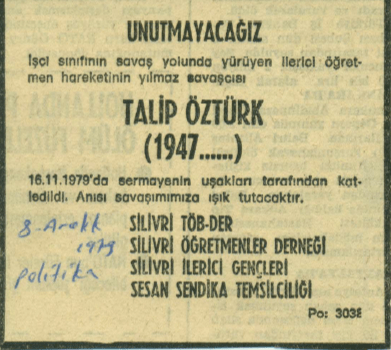 UNUTMAYACAĞIZ
İşçi sınıfının savaş yolunda yürüyen ilerici öğret-
men hareketinin yılmaz savaşcısı
TALİP ÖZTÜRK
(1947......)
16.11.1979'da sermayenin uşakları tarafından kat-
ledildi. Anısı savaşımımıza ışık tutacaktır.
SİLİVRİ TÖB-DER
SİLİVRİ ÖĞRETMENLER DERNEĞİ
SİLİVRİ İLERİCİ GENÇLERİ
SESAN SENDİKA TEMSİLCİLİĞİ
8-Aralık
1979
politika
Po: 3038